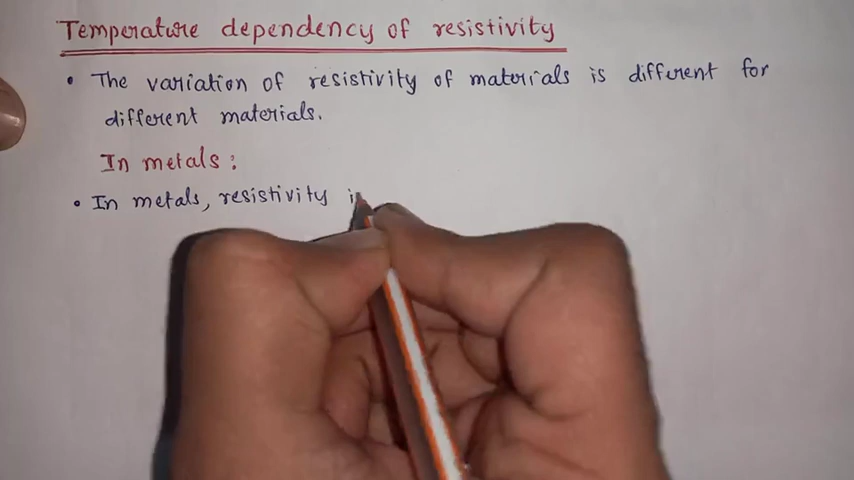 Temperature dependency of resistivity
• The variation of resistivity of materials is different for
different materials.
In metals :
• In metals, resistivity i